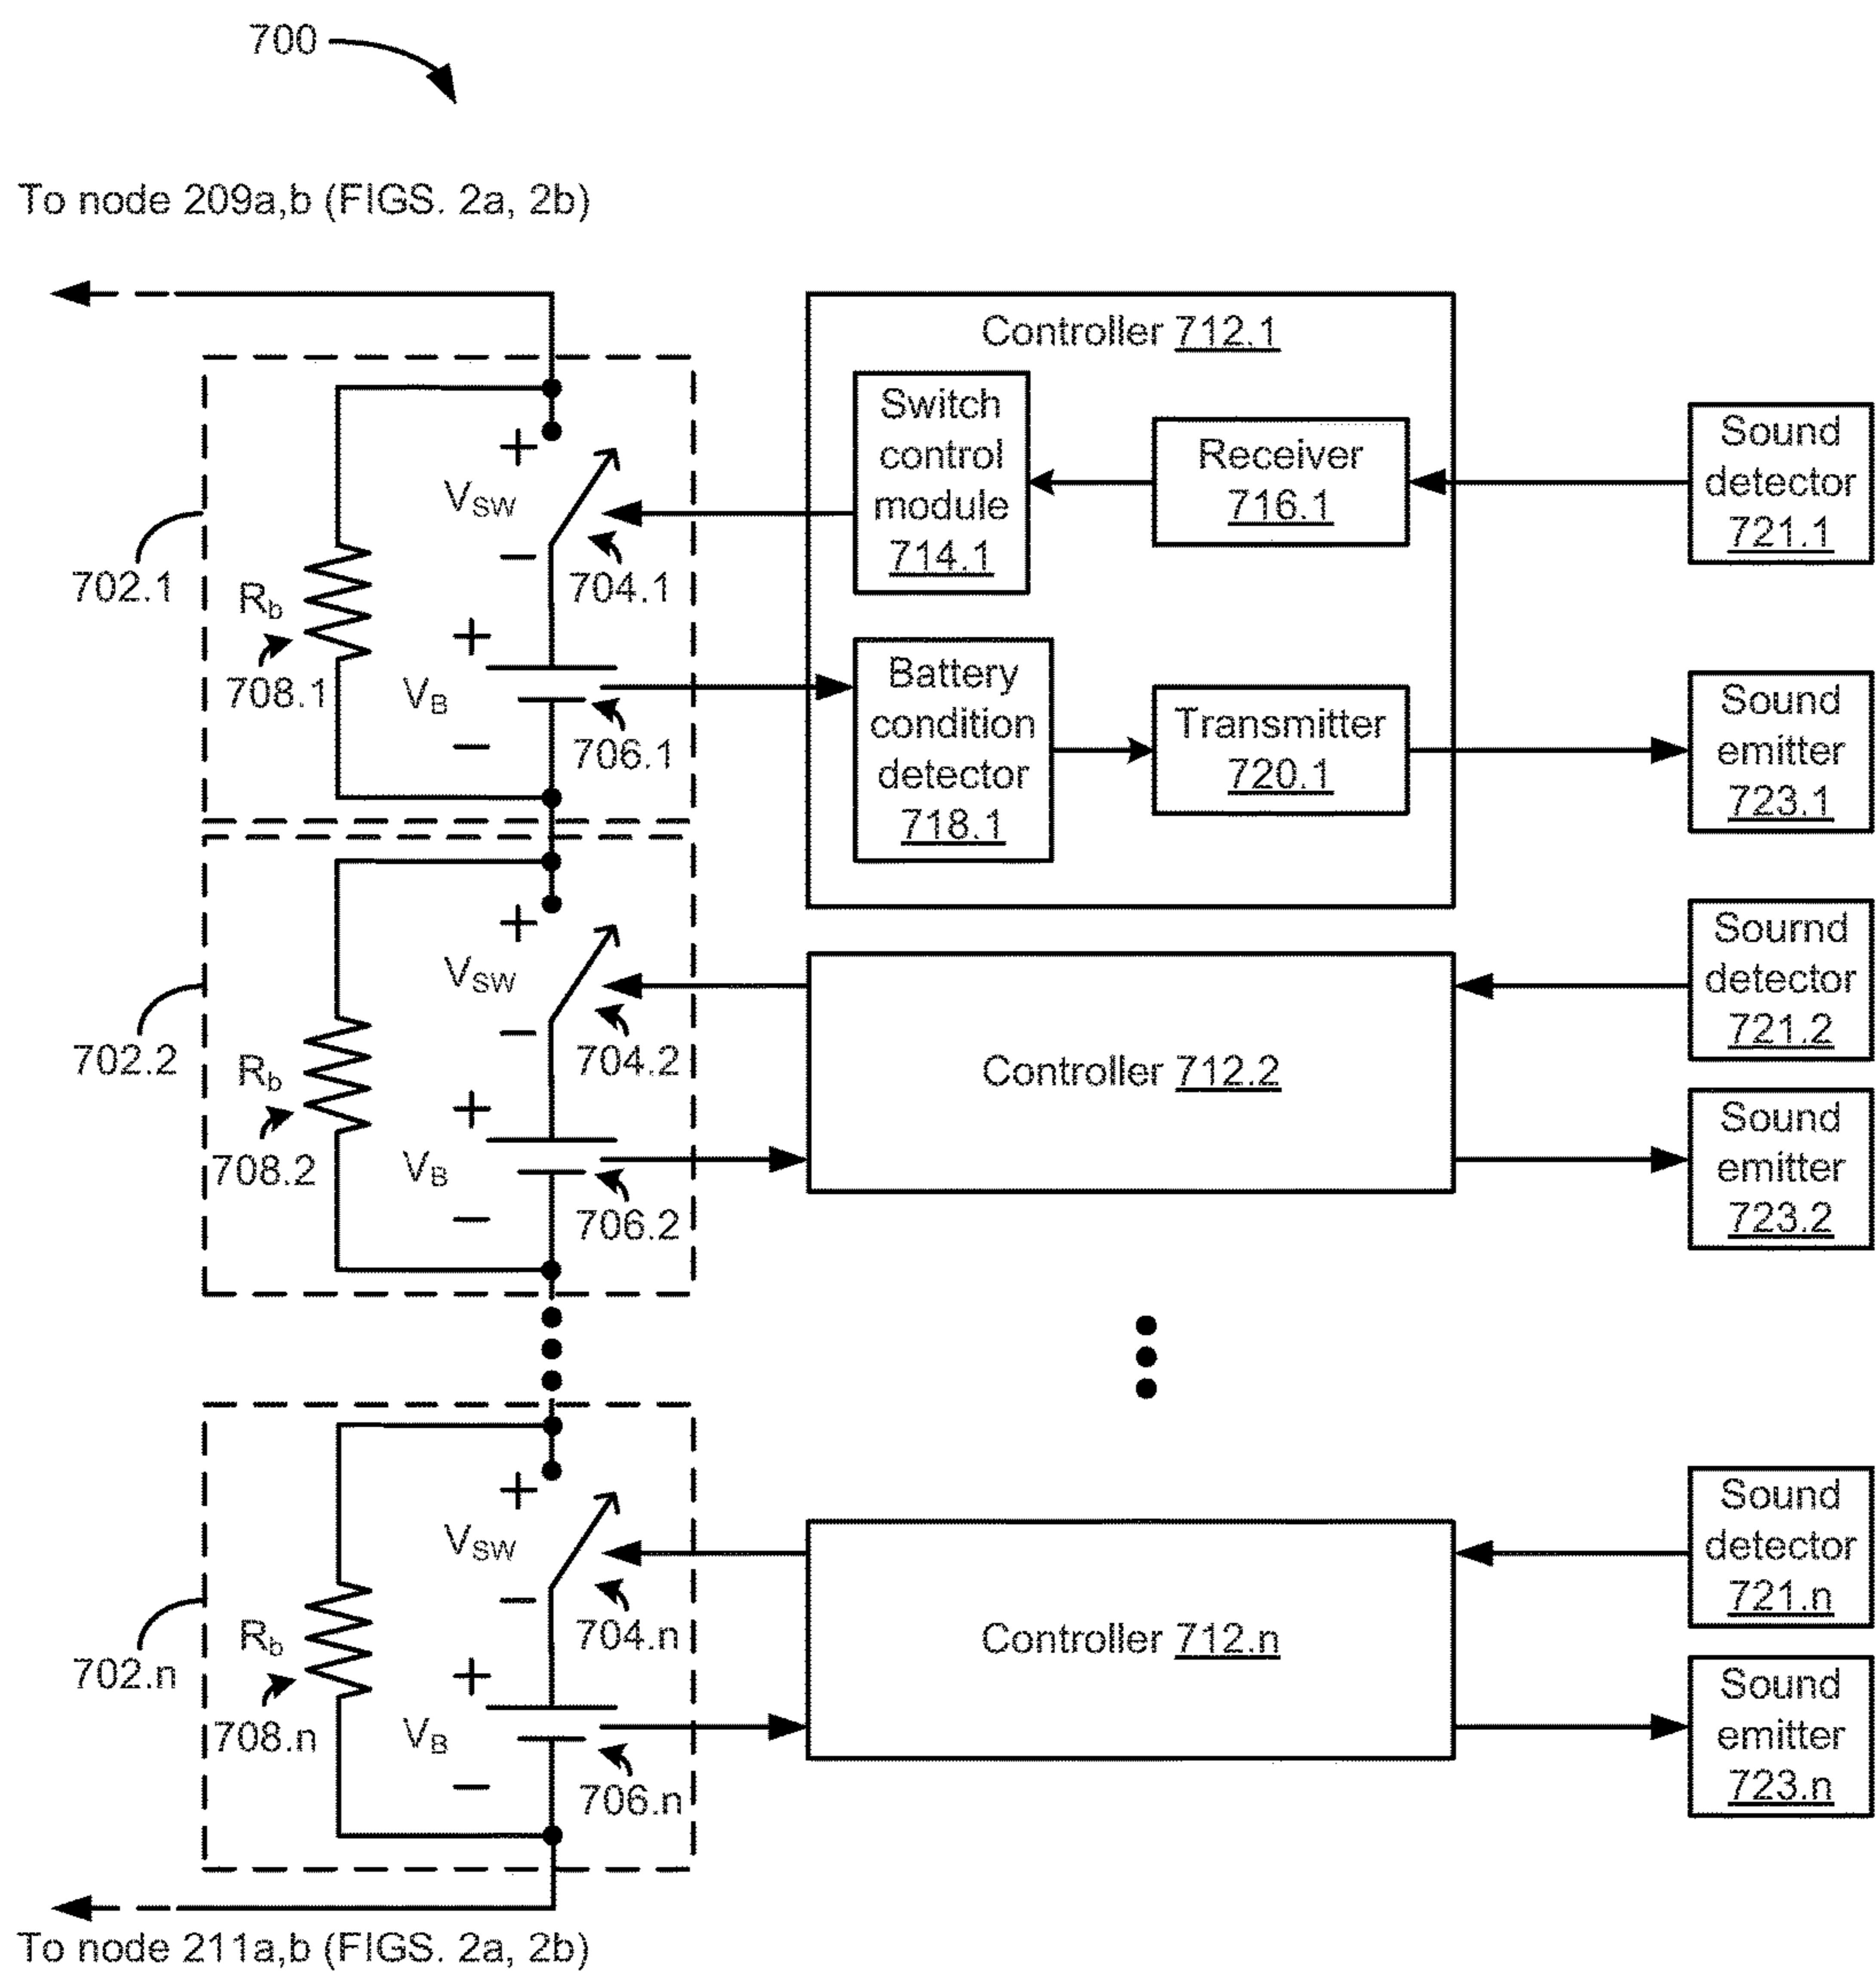 700
To node 209a,b (FIGS. 2a, 2b)
Controller 712.1
Switch
control
module
714.1
Receiver
716.1
Sound
detector
721.1
+
VSW
−
704.1
702.1
Rb
708.1
+
VB
−
706.1
Battery
condition
detector
718.1
Transmitter
720.1
Sound
emitter
723.1
+
VSW
−
704.2
702.2
Rb
708.2
+
VB
−
706.2
Controller 712.2
Sournd
detector
721.2
Sound
emitter
723.2
+
VSW
−
704.n
702.n
Rb
708.n
+
VB
−
706.n
Controller 712.n
Sound
detector
721.n
Sound
emitter
723.n
To node 211a,b (FIGS. 2a, 2b)